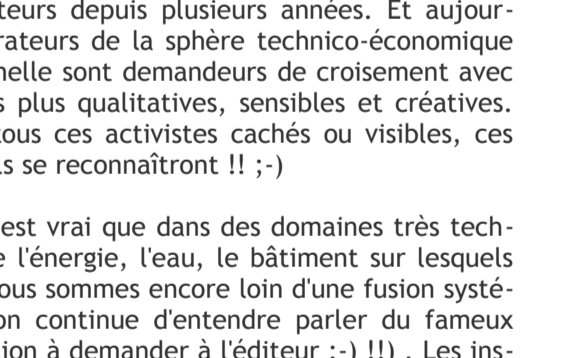 teurs depuis plusieurs années. Et aujour-
rateurs de la sphère technico-économique
nelle sont demandeurs de croisement avec
s plus qualitatives, sensibles et créatives.
tous ces activistes cachés ou visibles, ces
ls se reconnaîtront !! ;-)
est vrai que dans des domaines très tech-
e l'énergie, l'eau, le bâtiment sur lesquels
ous sommes encore loin d'une fusion systé-
on continue d'entendre parler du fameux
ion à demander à l'éditeur :-) !!) . Les ins-